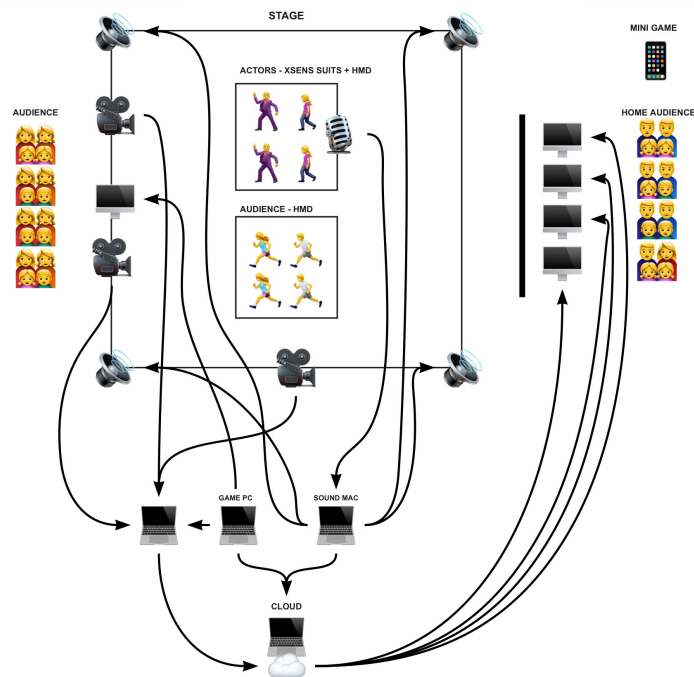 STAGE
MINI GAME
ACTORS - XSENS SUITS + HMD
AUDIENCE
HOME AUDIENCE
AUDIENCE - HMD
GAME PC
SOUND MAC
CLOUD